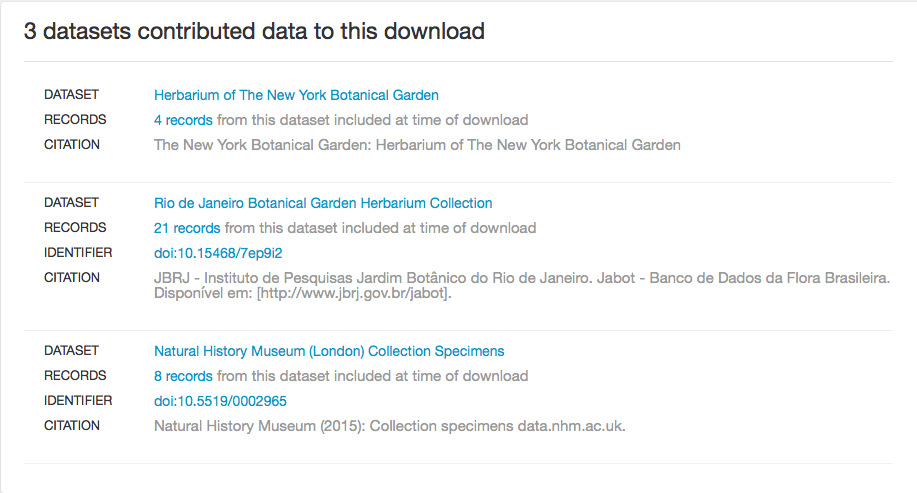 3 datasets contributed data to this download
DATASET Herbarium of The New York Botanical Garden
RECORDS 4 records from this dataset included at time of download
CITATION The New York Botanical Garden: Herbarium of The New York Botanical Garden
DATASET Rio de Janeiro Botanical Garden Herbarium Collection
RECORDS 21 records from this dataset included at time of download
IDENTIFIER doi:10.15468/7ep9i2
CITATION JBRJ - Instituto de Pesquisas Jardim Botânico do Rio de Janeiro. Jabot - Banco de Dados da Flora Brasileira.
Disponível em: [http://www.jbrj.gov.br/jabot].
DATASET Natural History Museum (London) Collection Specimens
RECORDS 8 records from this dataset included at time of download
IDENTIFIER doi:10.5519/0002965
CITATION Natural History Museum (2015): Collection specimens data.nhm.ac.uk.